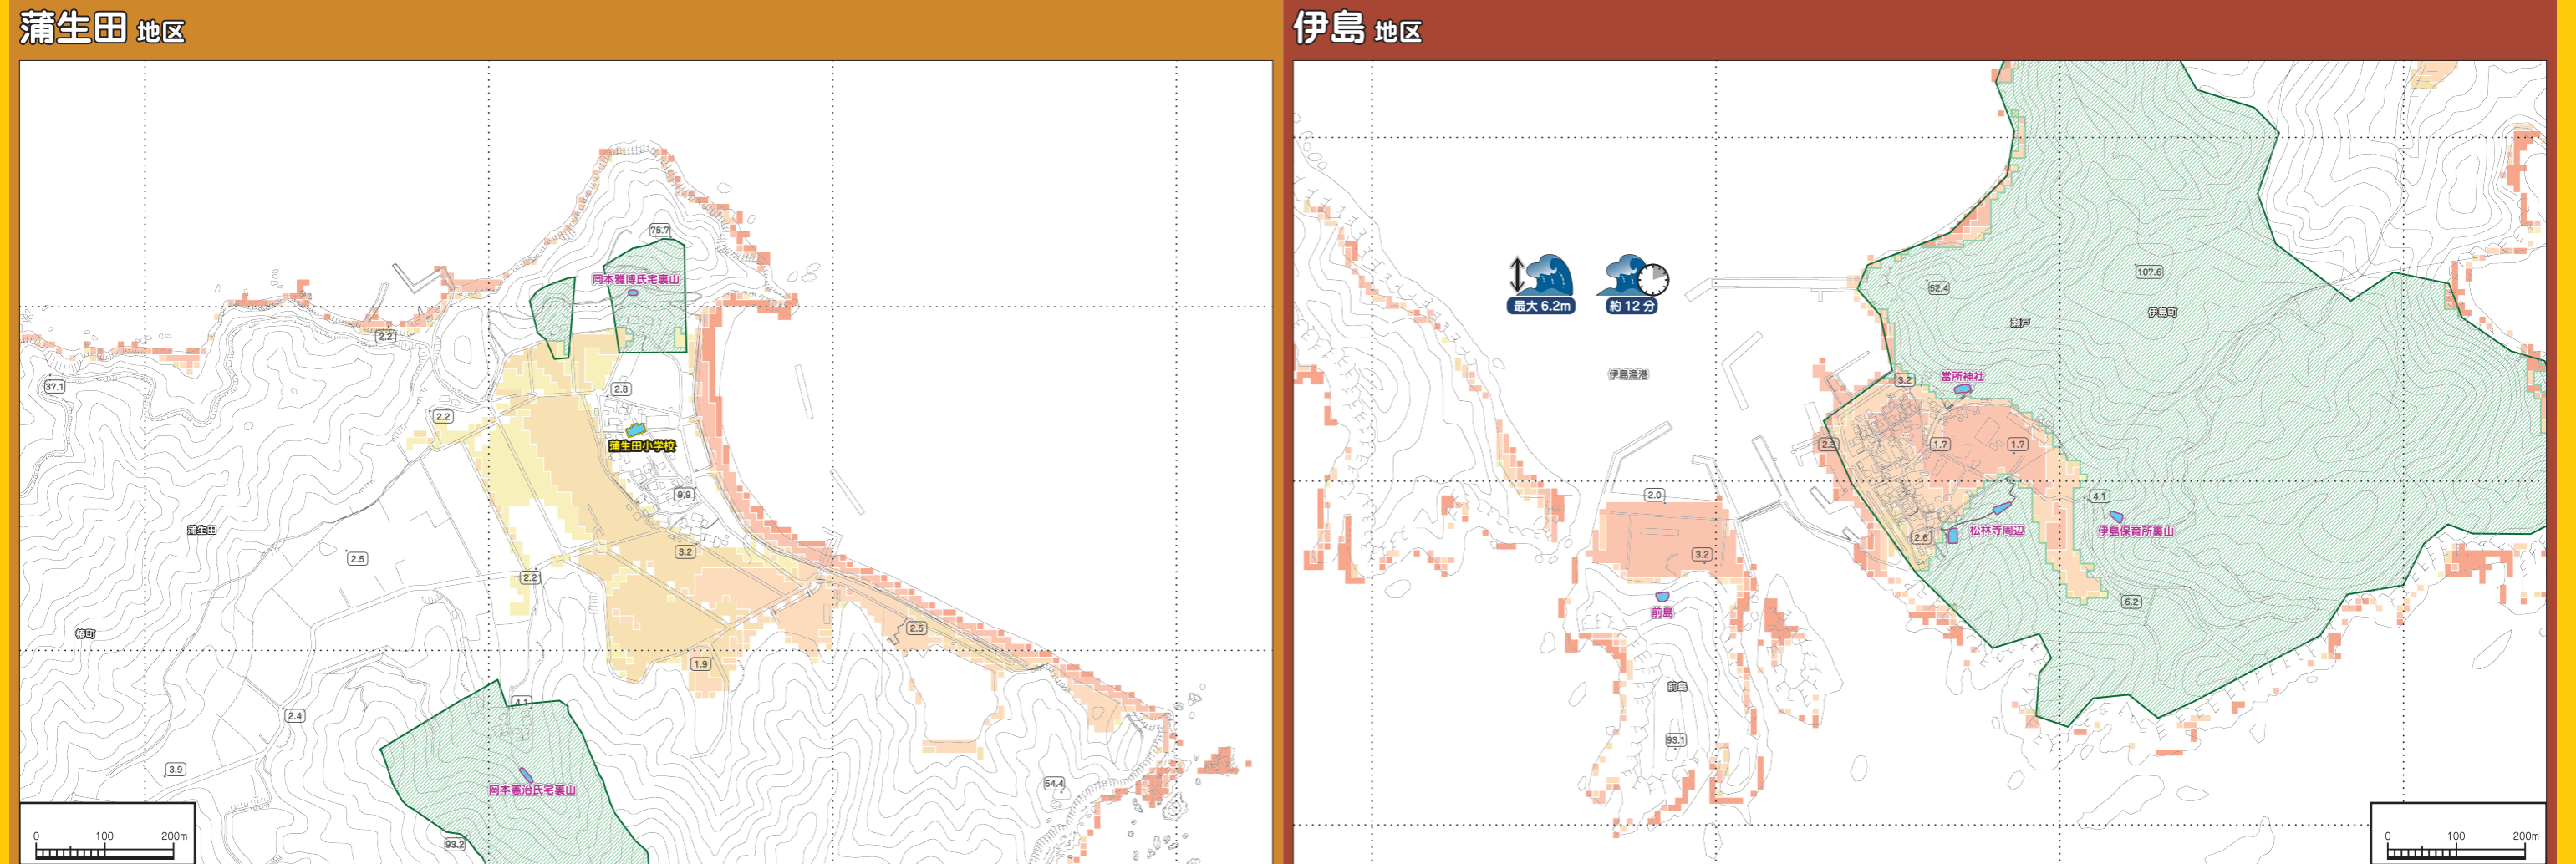 蒲生田 地区
75.7
岡本雅博氏宅裏山
2.2
37.1
2.8
2.2
蒲生田小学校
9.9
蒲生田
3.2
2.5
2.2
2.5
椿町
1.9
4.1
2.4
3.9
岡本憲治氏宅裏山
54.4
93.2
0 100 200m
伊島 地区
107.6
52.4
最大 6.2m
約 12 分
瀬戸
伊島町
伊島漁港
3.2
當所神社
2.3
1.7
1.7
2.0
4.1
松林寺周辺
伊島保育所裏山
2.6
3.2
前島
6.2
前島
93.1
0 100 200m